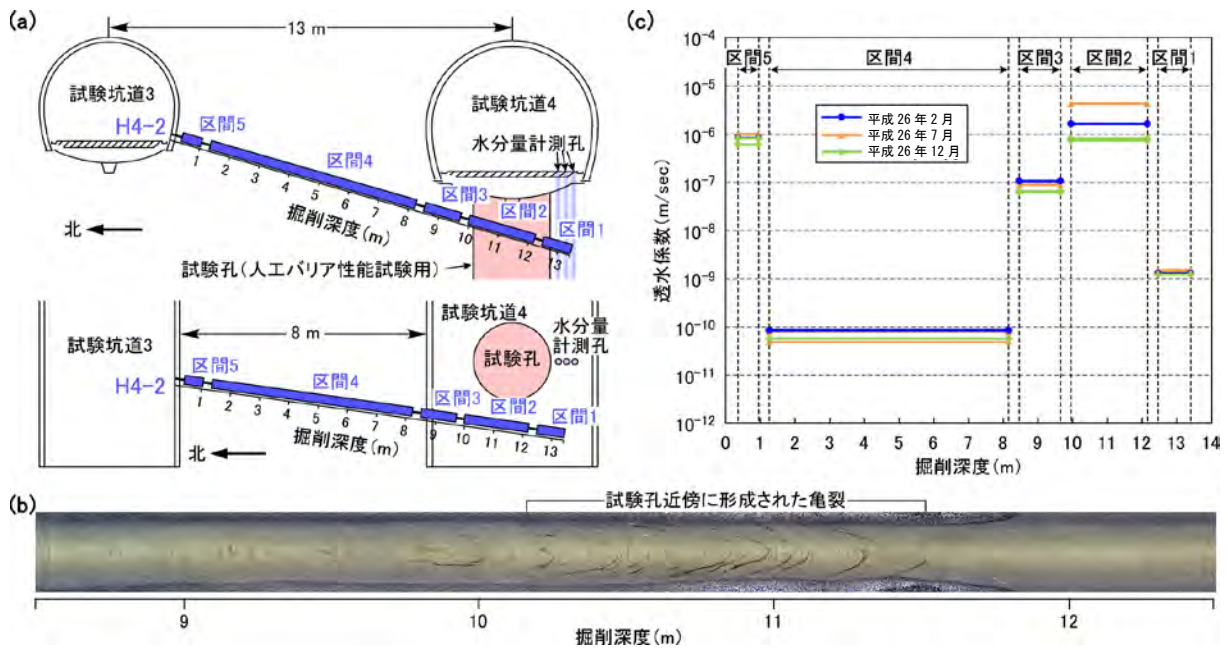 (a)
13 m
試験坑道3
試験坑道4
H4-2
区間5
区間4
区間3
区間2
区間1
水分量計測孔
1 2 3 4 5 6 7 8 9 10 11 12 13
掘削深度(m)
北
試験孔(人工バリア性能試験用)
試験坑道3
試験坑道4
8 m
試験孔
水分量
計測孔
H4-2
区間5
区間4
区間3
区間2
区間1
1 2 3 4 5 6 7 8 9 10 11 12 13
掘削深度(m)
北
(c)
区間5
区間4
区間3
区間2
区間1
平成26年2月
平成26年7月
平成26年12月
透水係数(m/sec)
10⁻⁴
10⁻⁵
10⁻⁶
10⁻⁷
10⁻⁸
10⁻⁹
10⁻¹⁰
10⁻¹¹
10⁻¹²
0 1 2 3 4 5 6 7 8 9 10 11 12 13 14
掘削深度(m)
(b)
試験孔近傍に形成された亀裂
9 10 11 12
掘削深度(m)